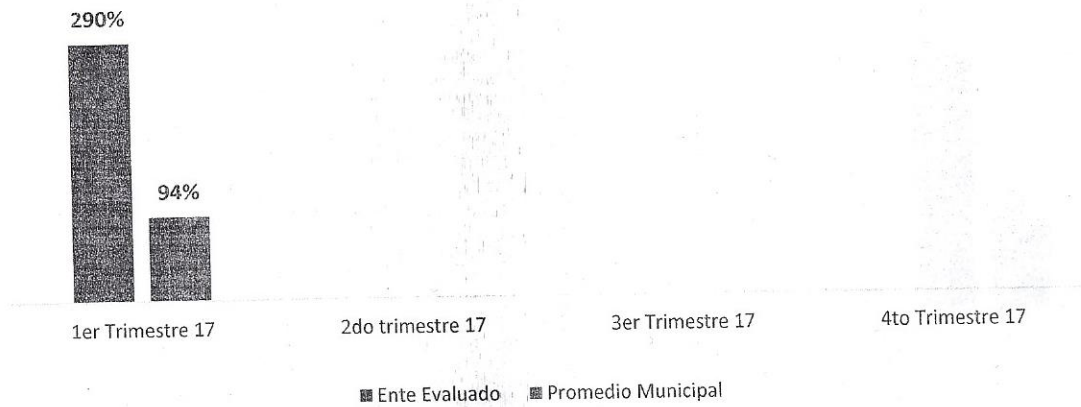 290%
94%
1er Trimestre 17 2do trimestre 17 3er Trimestre 17 4to Trimestre 17
Ente Evaluado Promedio Municipal